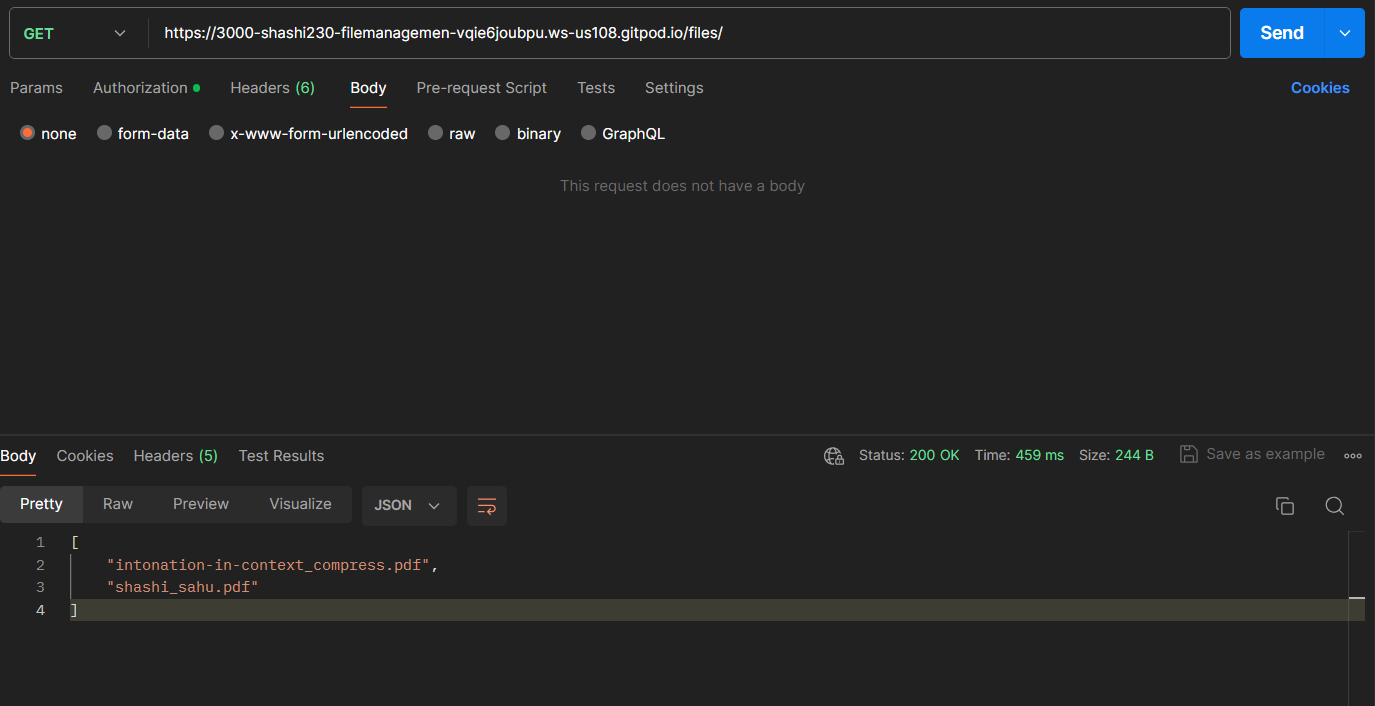 GET https://3000-shashi230-filemanagemen-vqie6joubpu.ws-us108.gitpod.io/files/ Send
Params Authorization Headers (6) Body Pre-request Script Tests Settings Cookies
none form-data x-www-form-urlencoded raw binary GraphQL
This request does not have a body
Body Cookies Headers (5) Test Results Status: 200 OK Time: 459 ms Size: 244 B Save as example
Pretty Raw Preview Visualize JSON
1 [
2 "intonation-in-context_compress.pdf",
3 "shashi_sahu.pdf"
4 ]